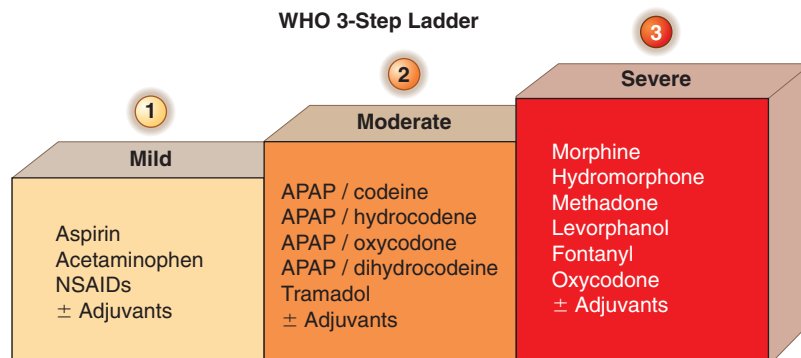 WHO 3-Step Ladder
1
Mild
Aspirin
Acetaminophen
NSAIDs
± Adjuvants
2
Moderate
APAP / codeine
APAP / hydrocodene
APAP / oxycodone
APAP / dihydrocodeine
Tramadol
± Adjuvants
3
Severe
Morphine
Hydromorphone
Methadone
Levorphanol
Fontanyl
Oxycodone
± Adjuvants